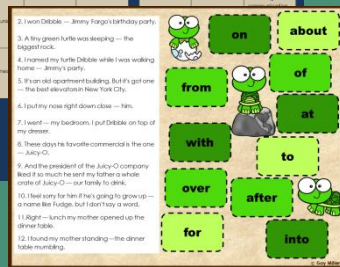 2. I won Dribble — Jimmy Fargo's birthday party.
3. A tiny green turtle was sleeping — the
biggest rock.
4. I named my turtle Dribble while I was walking
home — Jimmy's party.
5. It's an old apartment building. But it's got one
— the best elevators in New York City.
6. I put my nose right down close — him.
7. I went — my bedroom. I put Dribble on top of
my dresser.
8. These days his favorite commercial is the one
— Juicy-O.
9. And the president of the Juicy-O company
liked it so much he sent my father a whole
crate of Juicy-O — our family to drink.
10. I feel sorry for him if he's going to grow up —
a name like Fudge, but I don't say a word.
11.Right — lunch my mother opened up the
dinner table.
12. I found my mother standing —the dinner
table mumbling.
on
about
from
of
at
with
to
over
after
for
into